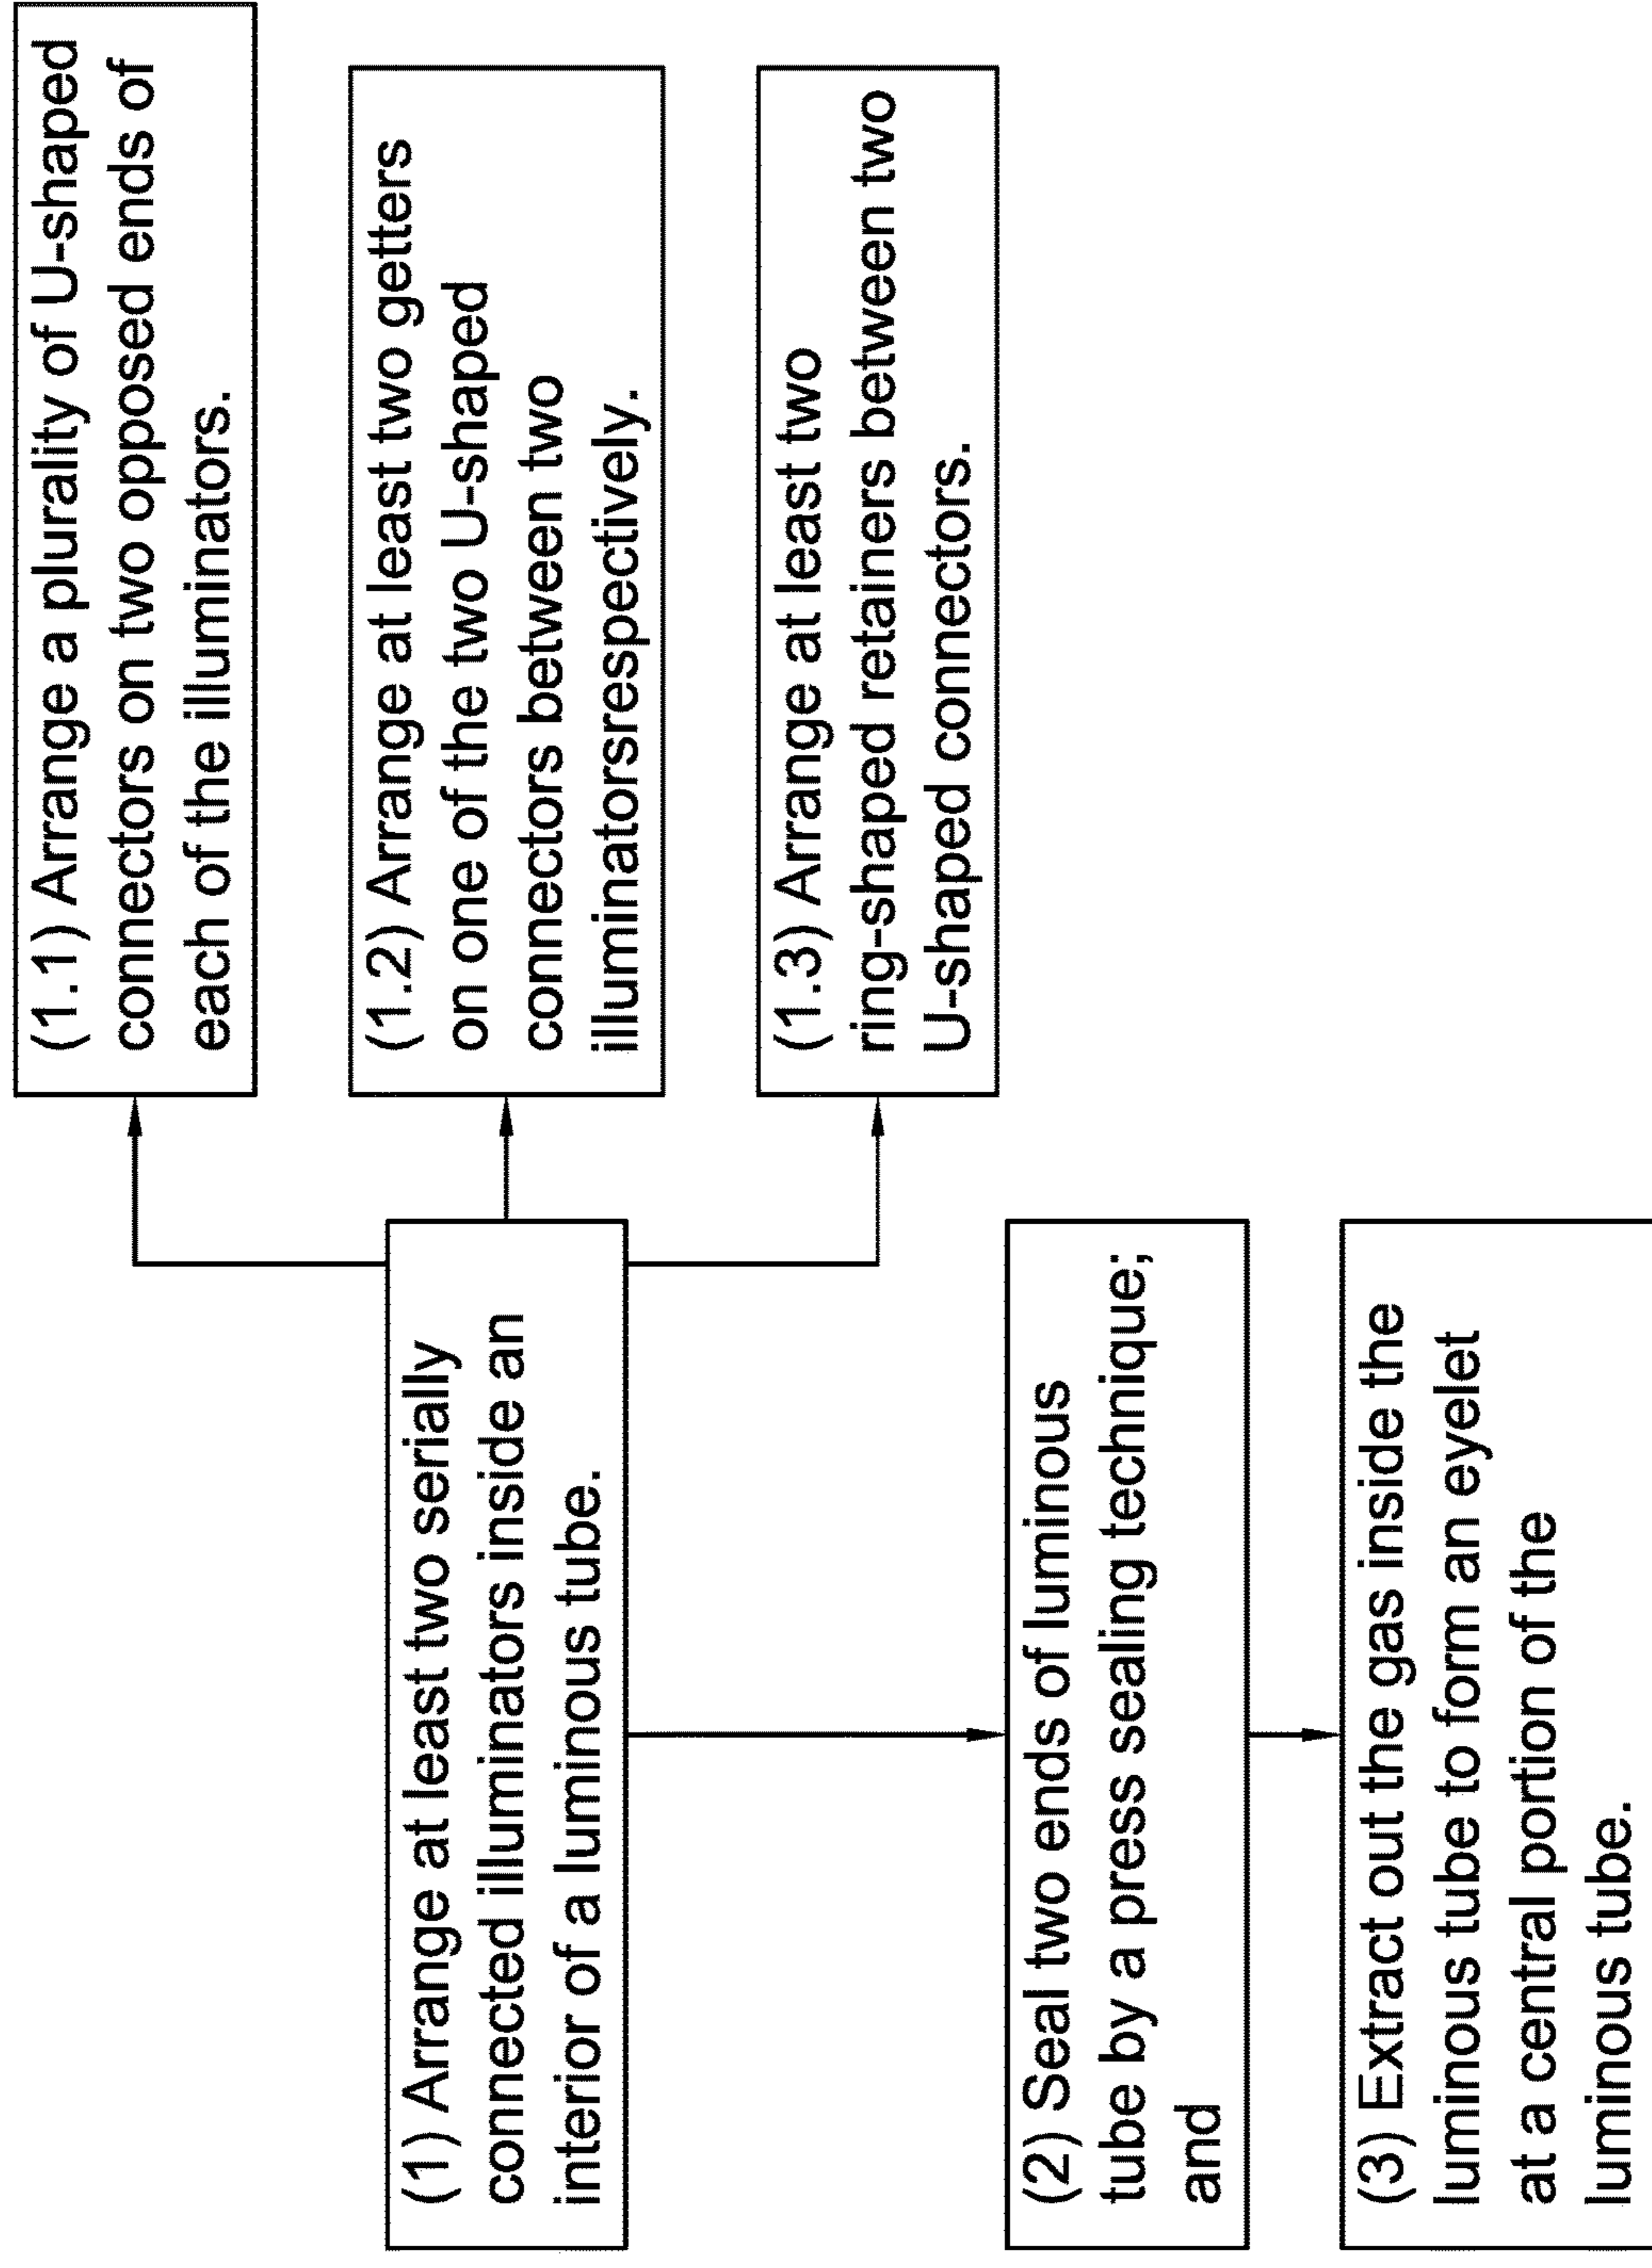 (1) Arrange at least two serially
connected illuminators inside an
interior of a luminous tube.
(1.1) Arrange a plurality of U-shaped
connectors on two opposed ends of
each of the illuminators.
(1.2) Arrange at least two getters
on one of the two U-shaped
connectors between two
illuminatorsrespectively.
(1.3) Arrange at least two
ring-shaped retainers between two
U-shaped connectors.
(2) Seal two ends of luminous
tube by a press sealing technique;
and
(3) Extract out the gas inside the
luminous tube to form an eyelet
at a central portion of the
luminous tube.